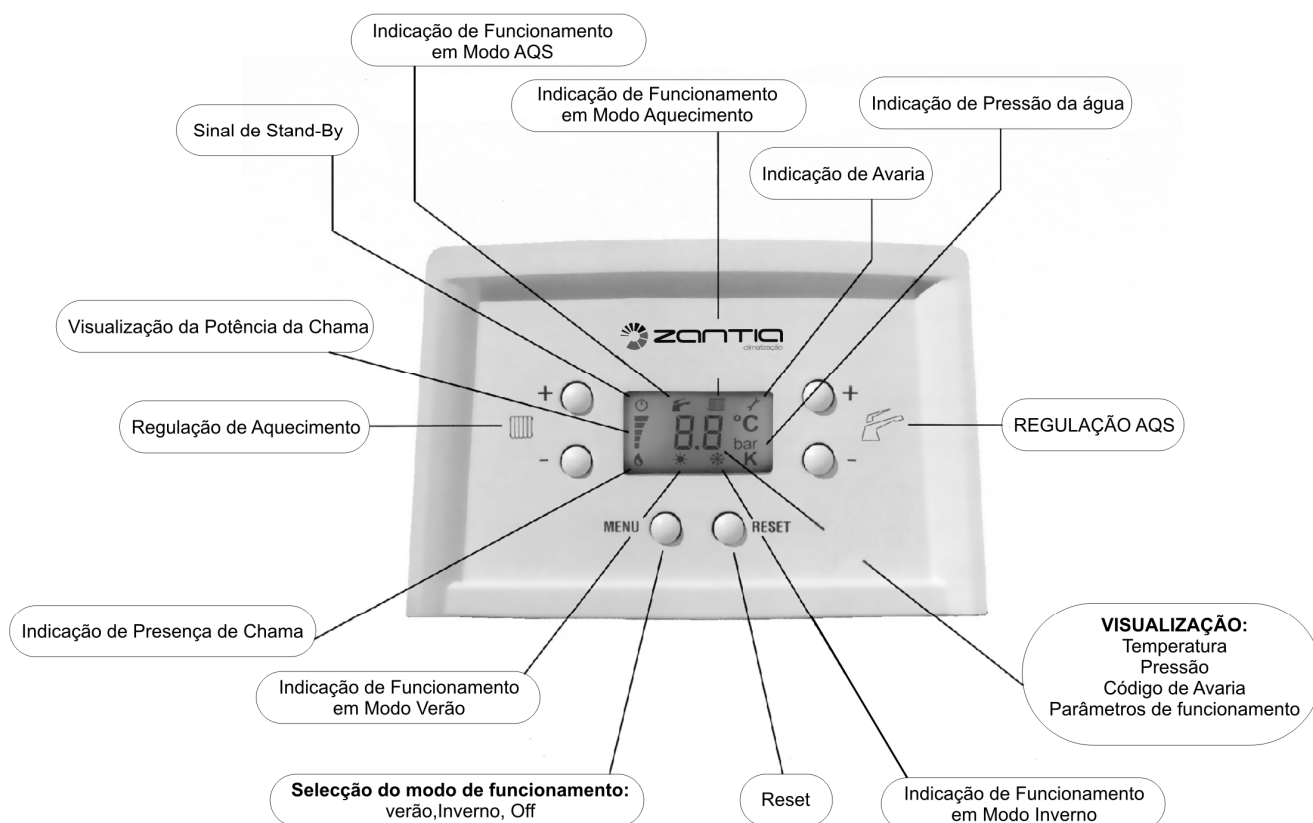 Indicação de Funcionamento
em Modo AQS
Indicação de Funcionamento
em Modo Aquecimento
Indicação de Pressão da água
Sinal de Stand-By
Indicação de Avaria
Visualização da Potência da Chama
zantia
climatização
+
+
Regulação de Aquecimento
8.8
°C
bar
K
REGULAÇÃO AQS
-
-
MENU
RESET
Indicação de Presença de Chama
VISUALIZAÇÃO:
Temperatura
Pressão
Código de Avaria
Parâmetros de funcionamento
Indicação de Funcionamento
em Modo Verão
Selecção do modo de funcionamento:
verão,Inverno, Off
Reset
Indicação de Funcionamento
em Modo Inverno